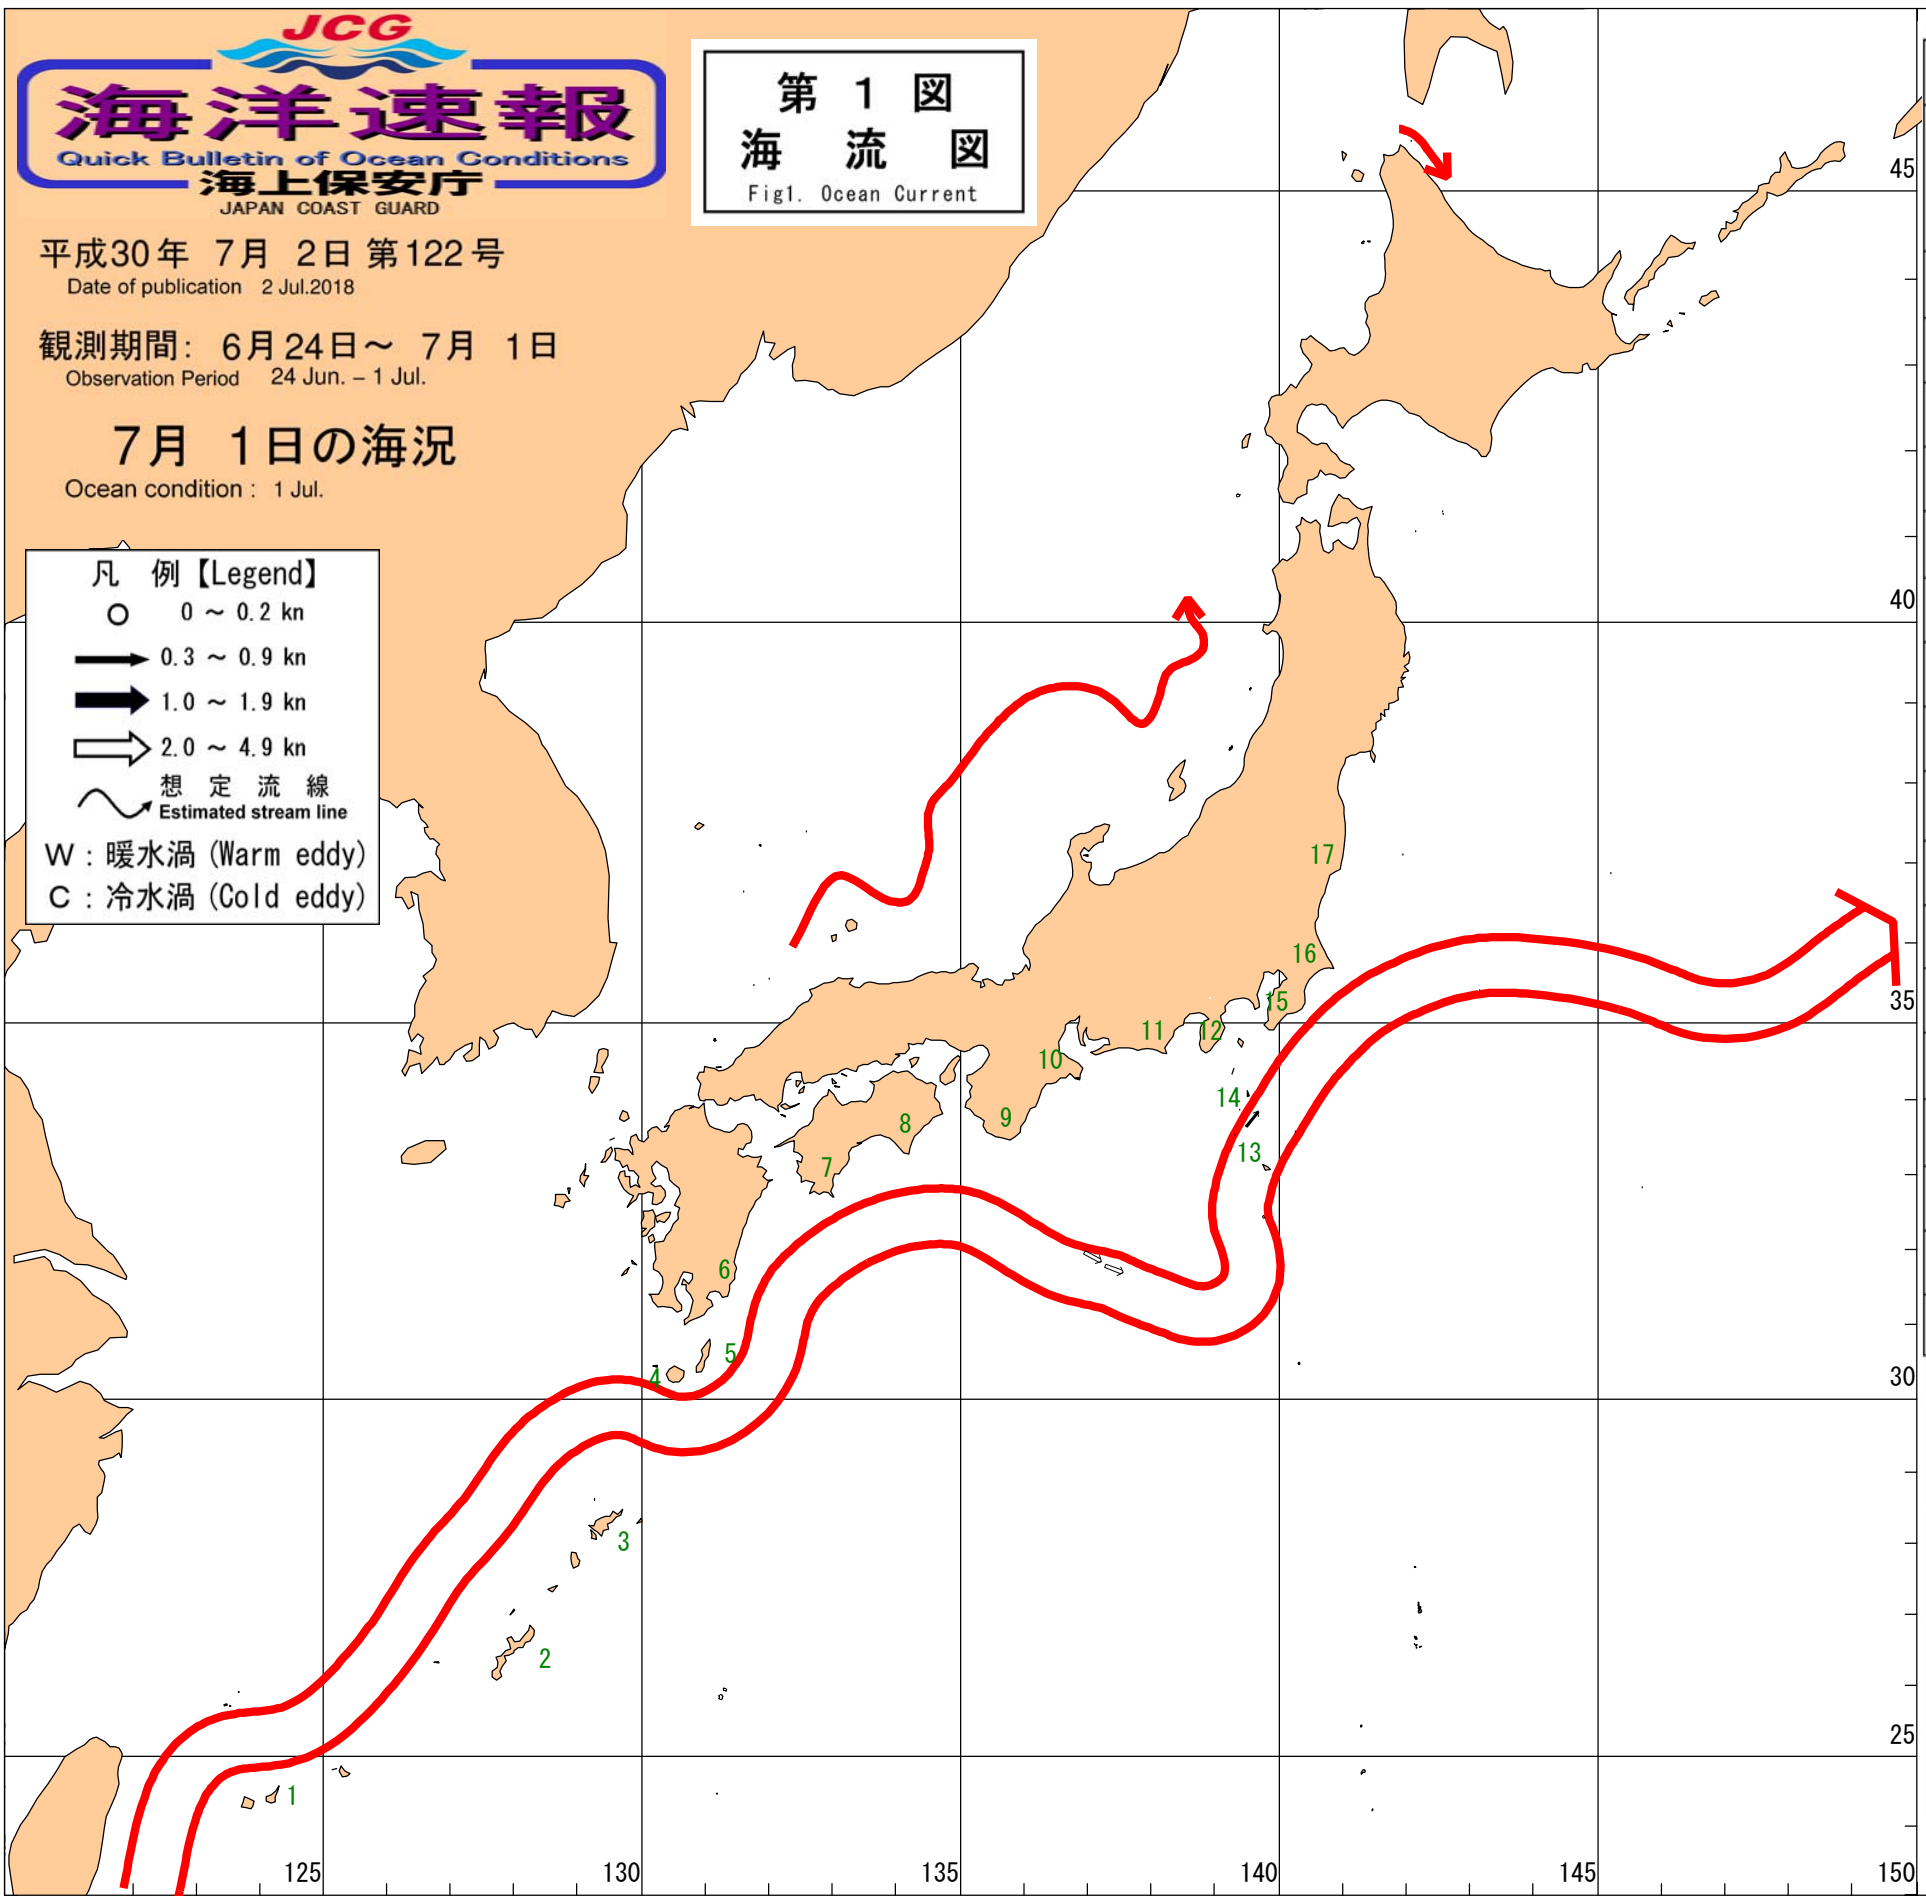 JCG
海洋速報
Quick Bulletin of Ocean Conditions
海上保安庁
JAPAN COAST GUARD
平成30年 7月 2日 第122号
Date of publication 2 Jul.2018
観測期間: 6月24日～ 7月 1日
Observation Period 24 Jun. – 1 Jul.
7月 1日の海況
Ocean condition : 1 Jul.
第 1 図
海 流 図
Fig1. Ocean Current
凡 例【Legend】
0 ～ 0.2 kn
0.3 ～ 0.9 kn
1.0 ～ 1.9 kn
2.0 ～ 4.9 kn
想 定 流 線
Estimated stream line
W : 暖水渦 (Warm eddy)
C : 冷水渦 (Cold eddy)
45
40
35
30
25
17
16
15
11
12
10
14
9
8
13
7
6
5
4
3
2
1
125
130
135
140
145
150